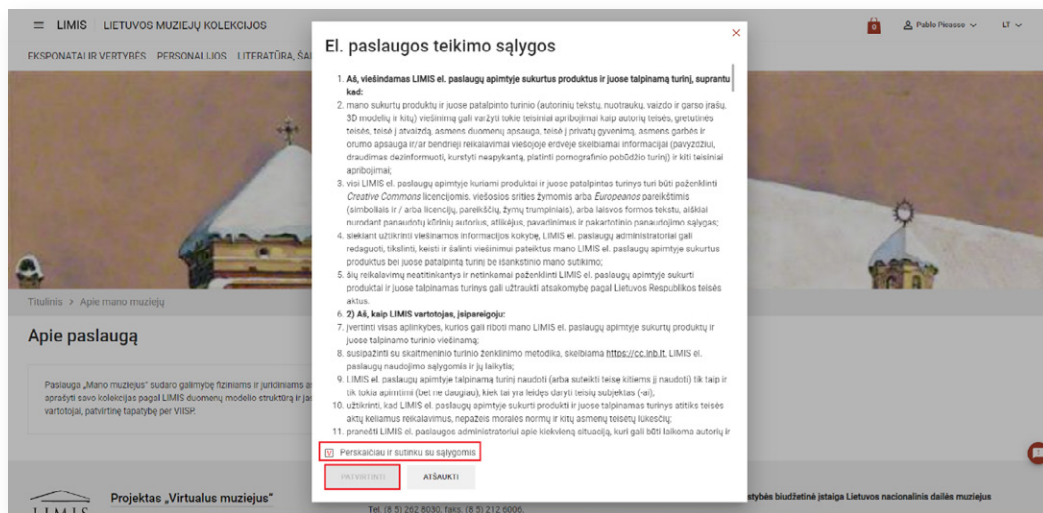 LIMIS LIETUVOS MUZIEJŲ KOLEKCIJOS
0
Pablo Picasso
LT
EKSPONATAI IR VERTYBĖS PERSONALIJOS LITERATŪRA, ŠAL
El. paslaugos teikimo sąlygos
1. Aš, viešindamas LIMIS el. paslaugų apimtyje sukurtus produktus ir juose talpinamą turinį, suprantu
kad:
2. mano sukurtų produktų ir juose patalpinto turinio (autorinių tekstų, nuotraukų, vaizdo ir garso įrašų,
3D modelių ir kitų) viešinimą gali varžyti tokie teisiniai apribojimai kaip autorių teisės, gretutinės
teisės, teisė į atvaizdą, asmens duomenų apsauga, teisė į privatų gyvenimą, asmens garbės ir
orumo apsauga ir/ar bendrieji reikalavimai viešojoje erdvėje skelbiamai informacijai (pavyzdžiui,
draudimas dezinformuoti, kurstyti neapykantą, platinti pornografinio pobūdžio turinį) ir kiti teisiniai
apribojimai;
3. visi LIMIS el. paslaugų apimtyje kuriami produktai ir juose patalpintas turinys turi būti paženklinti
Creative Commons licencijomis, viešosios srities žymomis arba Europeanos pareikštimis
(simboliais ir / arba licencijų, pareikščių, žymų trumpiniais), arba laisvos formos tekstu, aiškiai
nurodant panaudotų kūrinių autorius, atlikėjus, pavadinimus ir pakartotinio panaudojimo sąlygas;
4. siekiant užtikrinti viešinamos informacijos kokybę, LIMIS el. paslaugų administratoriai gali
redaguoti, tikslinti, keisti ir šalinti viešinimui pateiktus mano LIMIS el. paslaugų apimtyje sukurtus
produktus bei juose patalpintą turinį be išankstinio mano sutikimo;
5. šių reikalavimų neatitinkantys ir netinkamai paženklinti LIMIS el. paslaugų apimtyje sukurti
produktai ir juose talpinamas turinys gali užtraukti atsakomybę pagal Lietuvos Respublikos teisės
aktus.
6. 2) Aš, kaip LIMIS vartotojas, įsipareigoju:
7. įvertinti visas aplinkybes, kurios gali riboti mano LIMIS el. paslaugų apimtyje sukurtų produktų ir
juose talpinamo turinio viešinamą;
8. susipažinti su skaitmeninio turinio ženklinimo metodika, skelbiama https://cc.lnb.lt, LIMIS el.
paslaugų naudojimo sąlygomis ir jų laikytis;
9. LIMIS el. paslaugų apimtyje talpinamą turinį naudoti (arba suteikti teisę kitiems jį naudoti) tik taip ir
tik tokia apimtimi (bet ne daugiau), kiek tai yra leidęs daryti teisių subjektas (-ai),
10. užtikrinti, kad LIMIS el. paslaugų apimtyje sukurti produkti ir juose talpinamas turinys atitiks teisės
aktų keliamus reikalavimus, nepažeis moralės normų ir kitų asmenų teisėtų lūkesčių;
11. pranešti LIMIS el. paslaugos administratoriui apie kiekvieną situaciją, kuri gali būti laikoma autorių ir
Perskaičiau ir sutinku su sąlygomis
PATVIRTINTI ATŠAUKTI
Titulinis > Apie mano muziejų
Apie paslaugą
Paslauga „Mano muziejus“ sudaro galimybę fiziniams ir juridiniams as
aprašyti savo kolekcijas pagal LIMIS duomenų modelio struktūrą ir jas
vartotojai, patvirtinę tapatybę per VIISP.
LIMIS
Projektas „Virtualus muziejus“
stybės biudžetinė įstaiga Lietuvos nacionalinis dailės muziejus
Tel. (8 5) 262 8030, faks. (8 5) 212 6006,